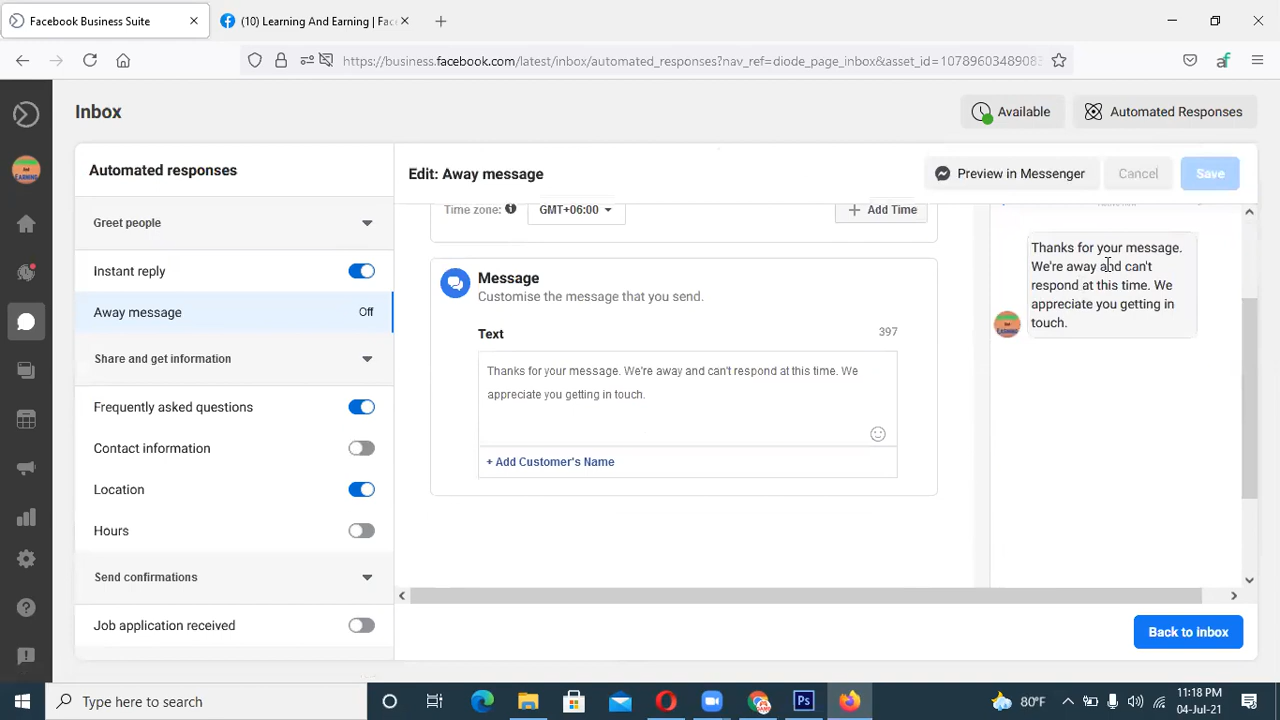 Facebook Business Suite
(10) Learning And Earning | Fac
https://business.facebook.com/latest/inbox/automated_responses?nav_ref=diode_page_inbox&asset_id=10789603489083
Inbox
Available
Automated Responses
Automated responses
Edit: Away message
Preview in Messenger
Cancel
Save
Greet people
Time zone:
GMT+06:00
Add Time
Instant reply
Away message
Off
Share and get information
Frequently asked questions
Contact information
Location
Hours
Send confirmations
Job application received
Message
Customise the message that you send.
Text
397
Thanks for your message. We're away and can't respond at this time. We
appreciate you getting in touch.
+ Add Customer's Name
Thanks for your message.
We're away and can't
respond at this time. We
appreciate you getting in
touch.
Back to inbox
Type here to search
Ps
80°F
11:18 PM
04-Jul-21